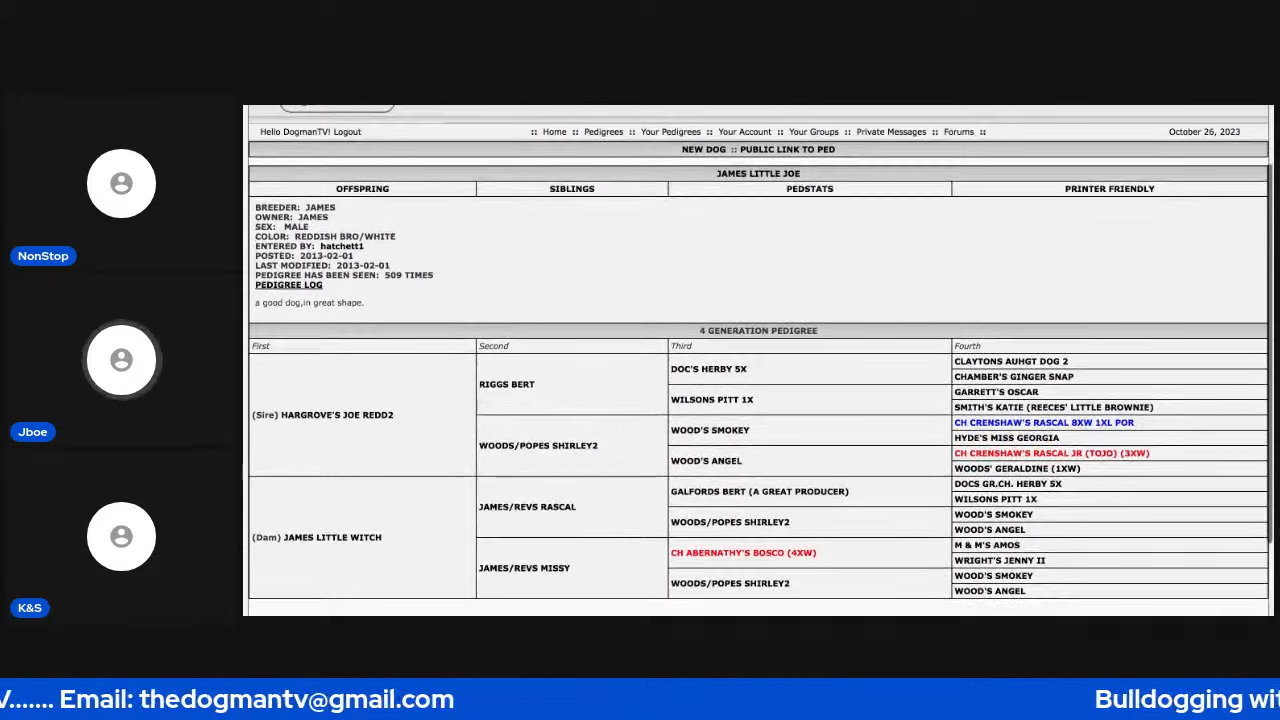 NonStop
Jboe
K&S
Hello DogmanTV! Logout :: Home :: Pedigrees :: Your Pedigrees :: Your Account :: Your Groups :: Private Messages :: Forums :: October 26, 2023
NEW DOG :: PUBLIC LINK TO PED
JAMES LITTLE JOE
OFFSPRING SIBLINGS PEDSTATS PRINTER FRIENDLY
BREEDER: JAMES
OWNER: JAMES
SEX: MALE
COLOR: REDDISH BRO/WHITE
ENTERED BY: hatchett1
POSTED: 2013-02-01
LAST MODIFIED: 2013-02-01
PEDIGREE HAS BEEN SEEN: 509 TIMES
PEDIGREE LOG
a good dog,in great shape.
4 GENERATION PEDIGREE
First Second Third Fourth
(Sire) HARGROVE'S JOE REDD2
RIGGS BERT
DOC'S HERBY 5X
CLAYTONS AUHGT DOG 2
CHAMBER'S GINGER SNAP
WILSONS PITT 1X
GARRETT'S OSCAR
SMITH'S KATIE (REECES' LITTLE BROWNIE)
WOODS/POPES SHIRLEY2
WOOD'S SMOKEY
CH CRENSHAW'S RASCAL 8XW 1XL POR
HYDE'S MISS GEORGIA
WOOD'S ANGEL
CH CRENSHAW'S RASCAL JR (TOJO) (3XW)
WOODS' GERALDINE (1XW)
(Dam) JAMES LITTLE WITCH
JAMES/REVS RASCAL
GALFORDS BERT (A GREAT PRODUCER)
DOCS GR.CH. HERBY 5X
WILSONS PITT 1X
WOODS/POPES SHIRLEY2
WOOD'S SMOKEY
WOOD'S ANGEL
JAMES/REVS MISSY
CH ABERNATHY'S BOSCO (4XW)
M & M'S AMOS
WRIGHT'S JENNY II
WOODS/POPES SHIRLEY2
WOOD'S SMOKEY
WOOD'S ANGEL
V....... Email: thedogmantv@gmail.com Bulldogging wit